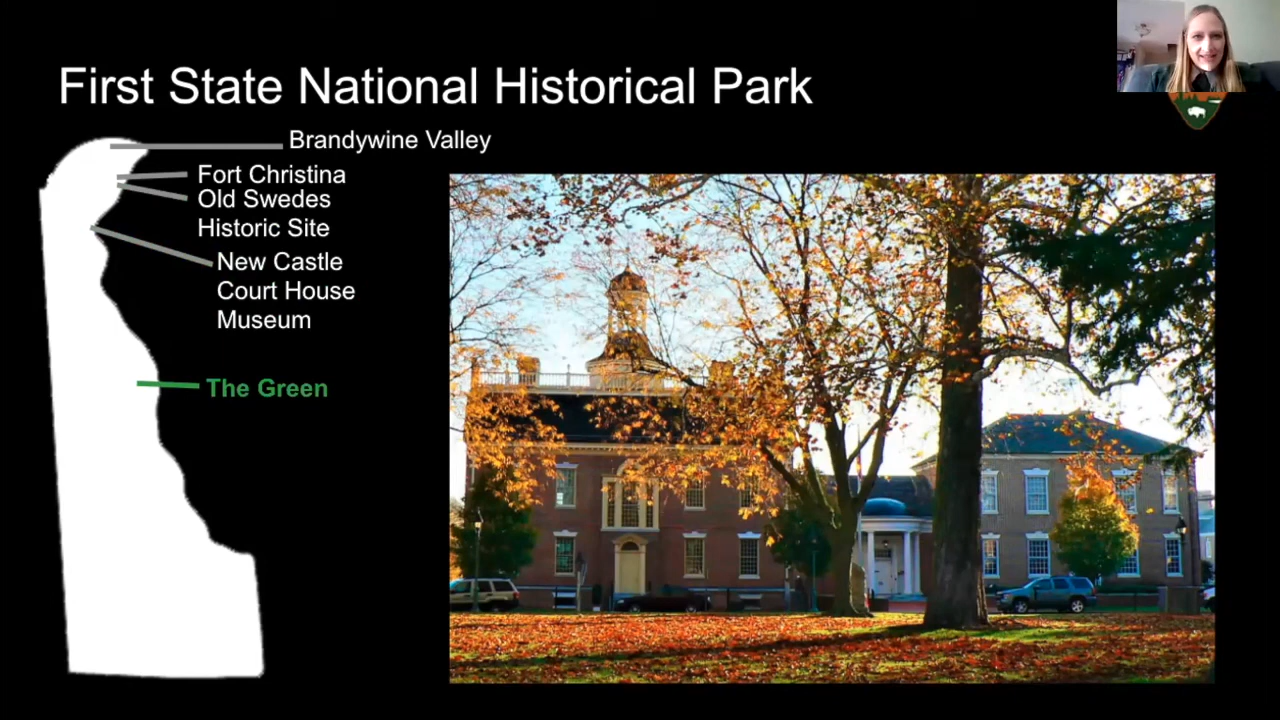 First State National Historical Park
Brandywine Valley
Fort Christina
Old Swedes
Historic Site
New Castle
Court House
Museum
The Green